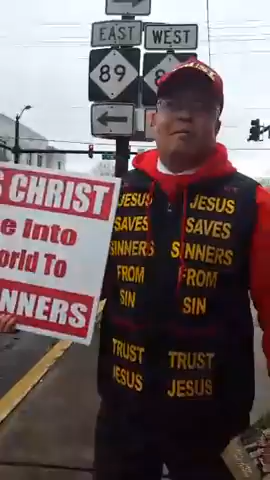 EAST WEST
89 8
S CHRIST
e into
orld To
NNERS
JESUS
SAVES
SINNERS
FROM
SIN
TRUST
JESUS
JESUS
SAVES
SINNERS
FROM
SIN
TRUST
JESUS